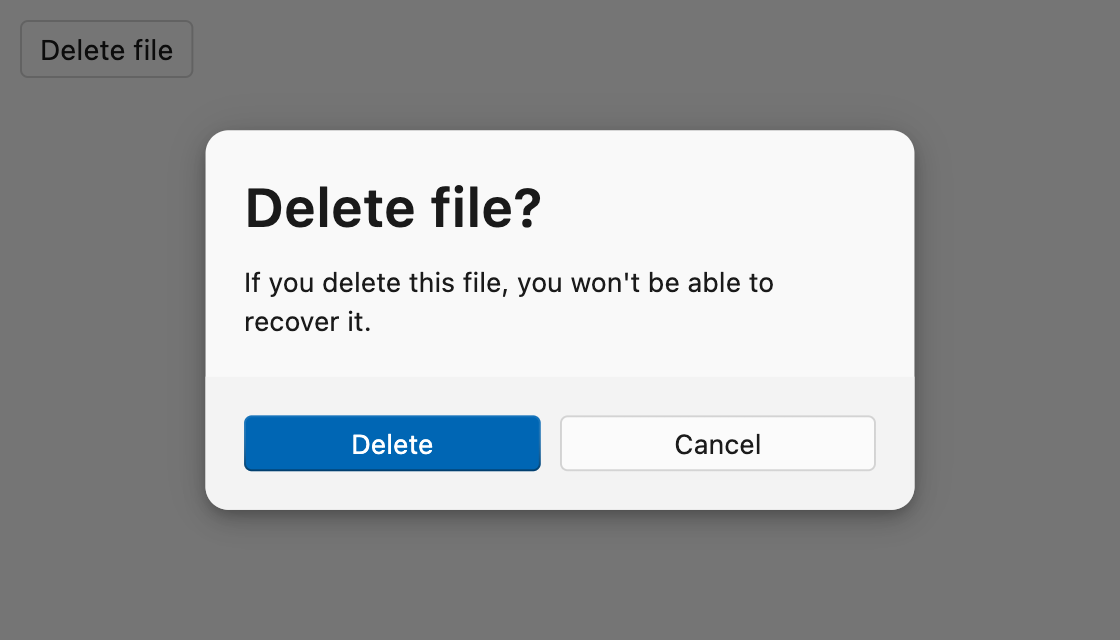 Delete file
Delete file?
If you delete this file, you won't be able to
recover it.
Delete
Cancel